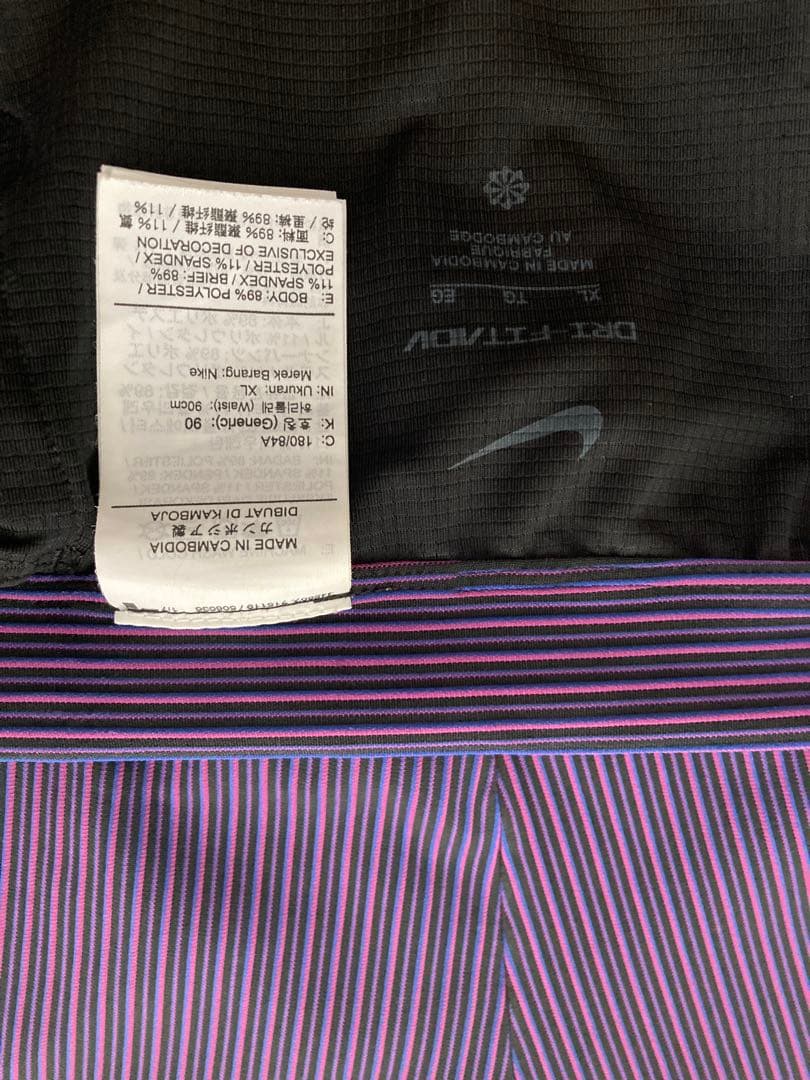 MADE IN CAMBODIA
カンボジア製
DIBUAT DI KAMBOJA
C: 180/84A
K: 호칭 (Generic): 90
허리둘레 (Waist): 90cm
IN: Ukuran: XL
Merek Barang: Nike
E: BODY: 89% POLYESTER /
11% SPANDEX / BRIEF: 89%
POLYESTER / 11% SPANDEX /
EXCLUSIVE OF DECORATION
C: 面料: 89% 聚酯纤维 / 11% 氨
纶 / 里裤: 89% 聚酯纤维 / 11%
DRI-FIT ADV
XL TG EG
MADE IN CAMBODIA
FABRIQUE
AU CAMBODGE